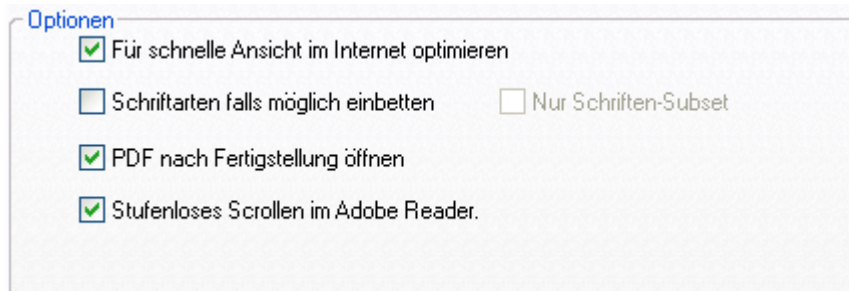 Optionen
Für schnelle Ansicht im Internet optimieren
Schriftarten falls möglich einbetten Nur Schriften-Subset
PDF nach Fertigstellung öffnen
Stufenloses Scrollen im Adobe Reader.